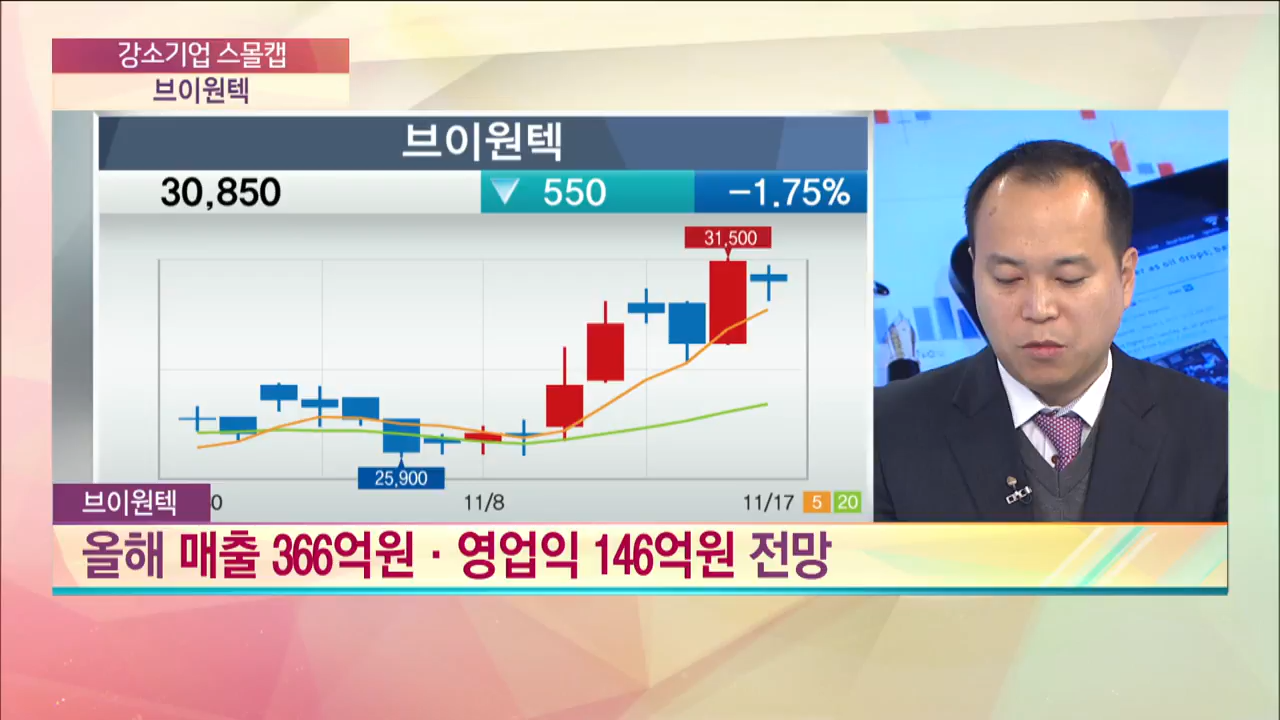 강소기업 스몰캡
브이원텍
브이원텍
30,850 ▼ 550 -1.75%
31,500
25,900
0 11/8 11/17 5 20
브이원텍
올해 매출 366억원 · 영업익 146억원 전망